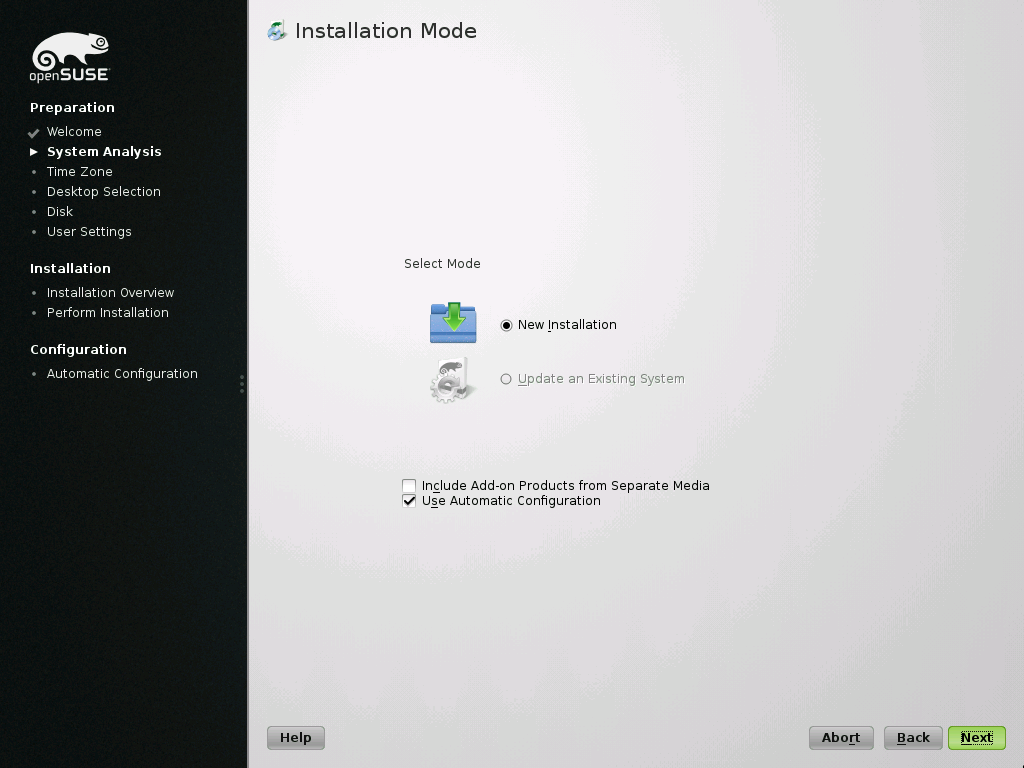 Installation Mode
openSUSE
Preparation
Welcome
System Analysis
Time Zone
Desktop Selection
Disk
User Settings
Installation
Installation Overview
Perform Installation
Configuration
Automatic Configuration
Select Mode
New Installation
Update an Existing System
Include Add-on Products from Separate Media
Use Automatic Configuration
Help
Abort
Back
Next